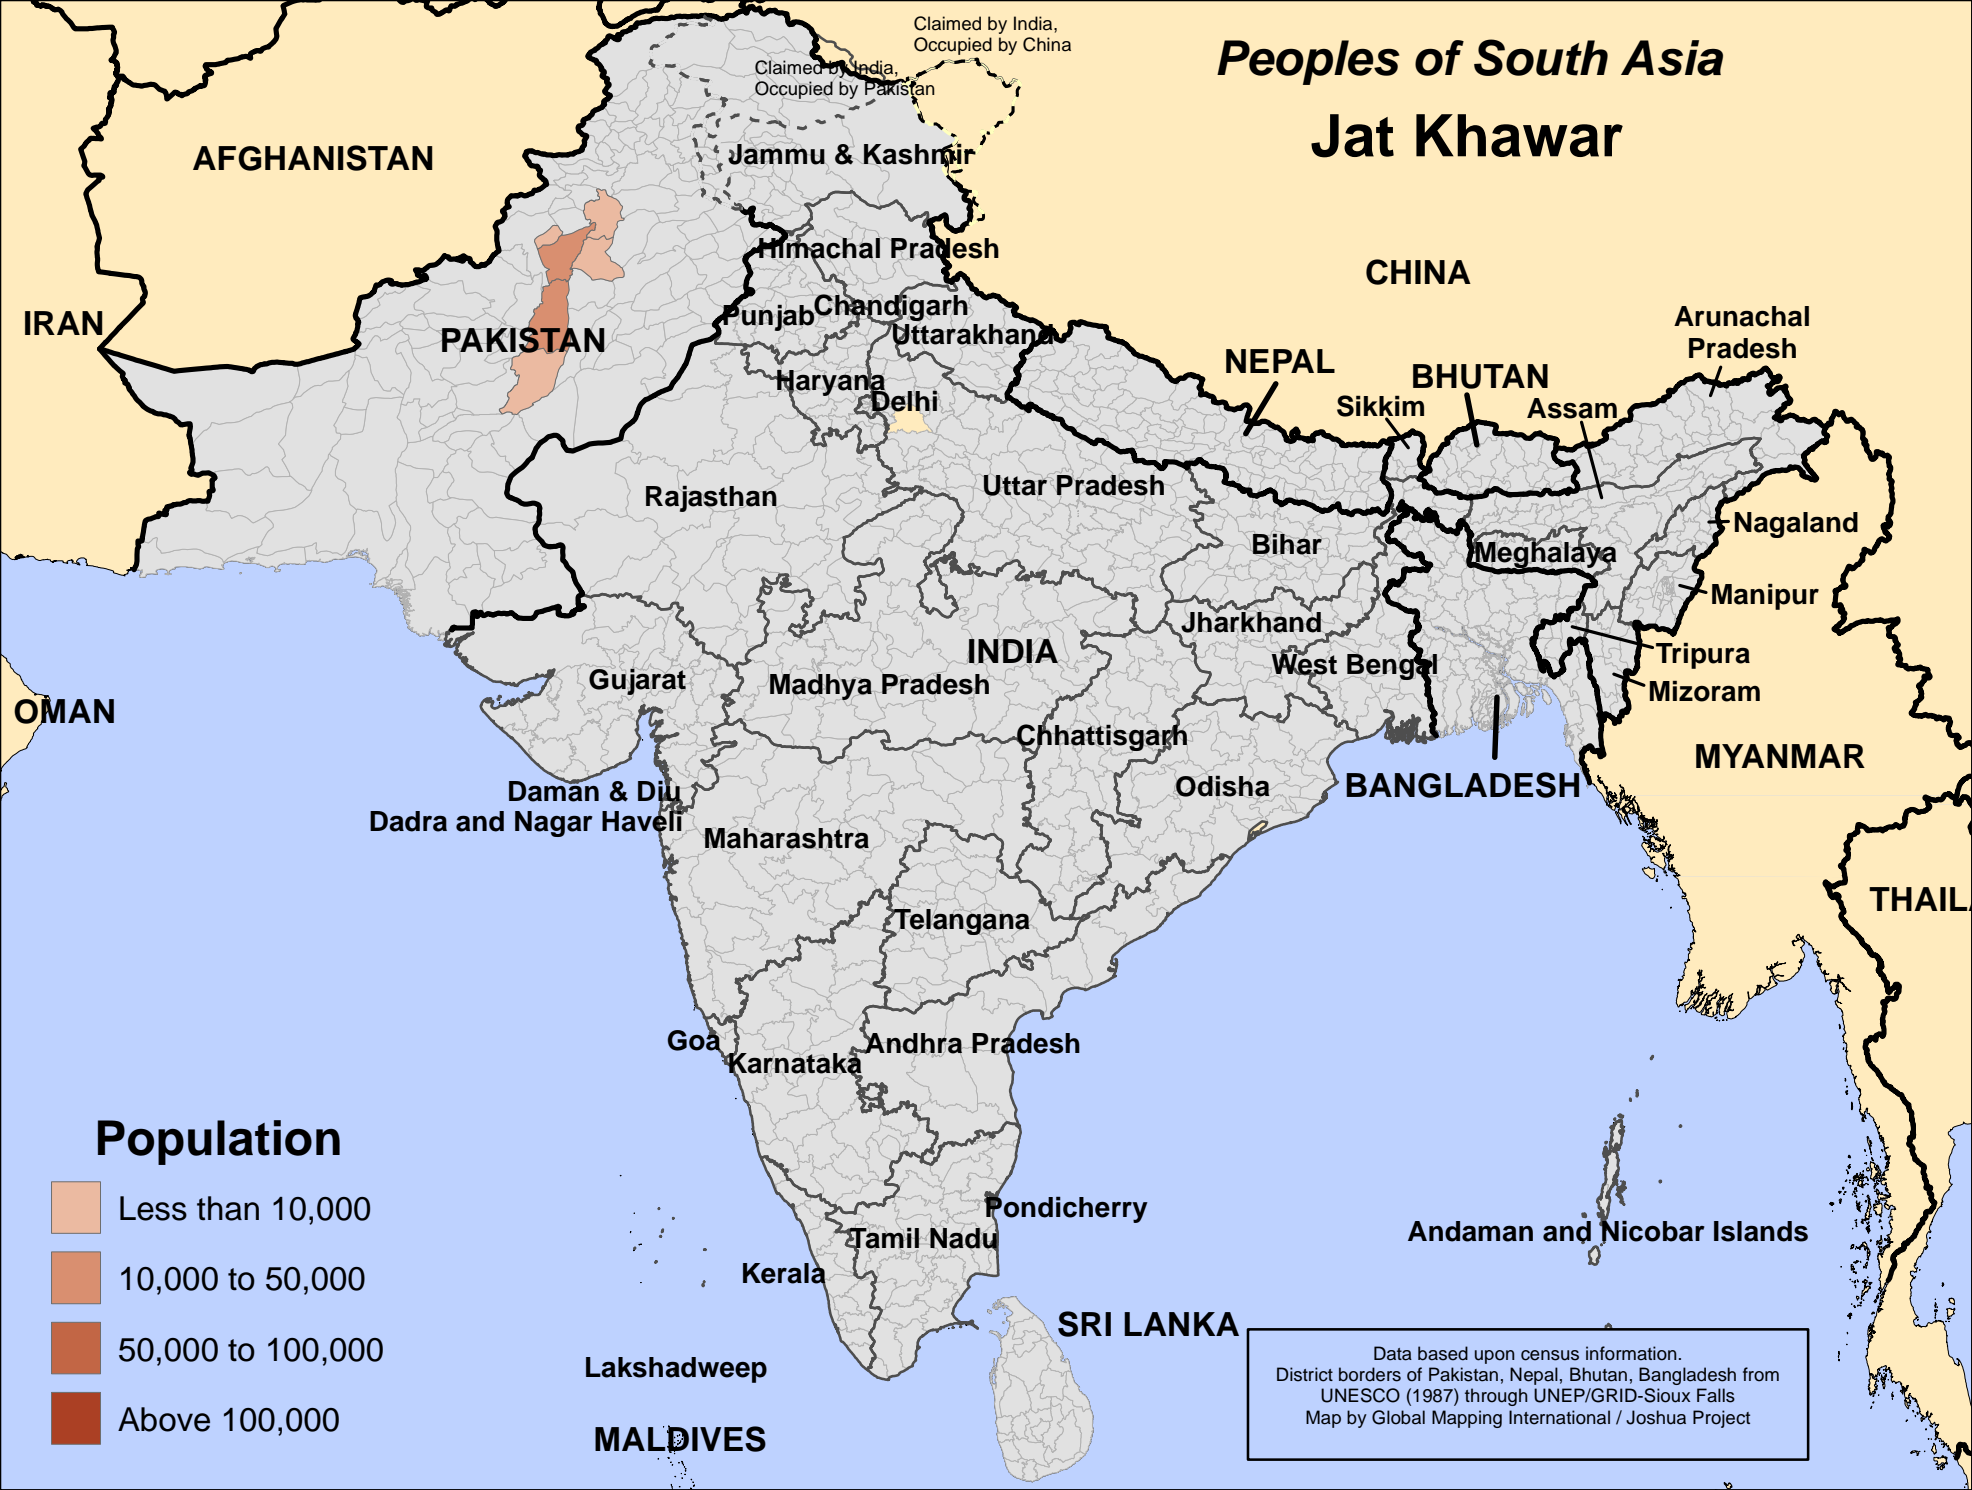 Claimed by India,
Occupied by China
Peoples of South Asia
Claimed by India,
Occupied by Pakistan
Jat Khawar
AFGHANISTAN
Jammu & Kashmir
Himachal Pradesh
CHINA
IRAN
PAKISTAN
Punjab
Chandigarh
Uttarakhand
Arunachal
Pradesh
NEPAL
BHUTAN
Haryana
Delhi
Sikkim
Assam
Rajasthan
Uttar Pradesh
Nagaland
Bihar
Meghalaya
Manipur
Jharkhand
INDIA
Tripura
West Bengal
Gujarat
Madhya Pradesh
Mizoram
OMAN
Chhattisgarh
MYANMAR
Odisha
BANGLADESH
Daman & Diu
Dadra and Nagar Haveli
Maharashtra
THAILA
Telangana
Goa
Karnataka
Andhra Pradesh
Pondicherry
Tamil Nadu
Kerala
Andaman and Nicobar Islands
SRI LANKA
Lakshadweep
MALDIVES
Population
Less than 10,000
10,000 to 50,000
50,000 to 100,000
Above 100,000
Data based upon census information.
District borders of Pakistan, Nepal, Bhutan, Bangladesh from
UNESCO (1987) through UNEP/GRID-Sioux Falls
Map by Global Mapping International / Joshua Project